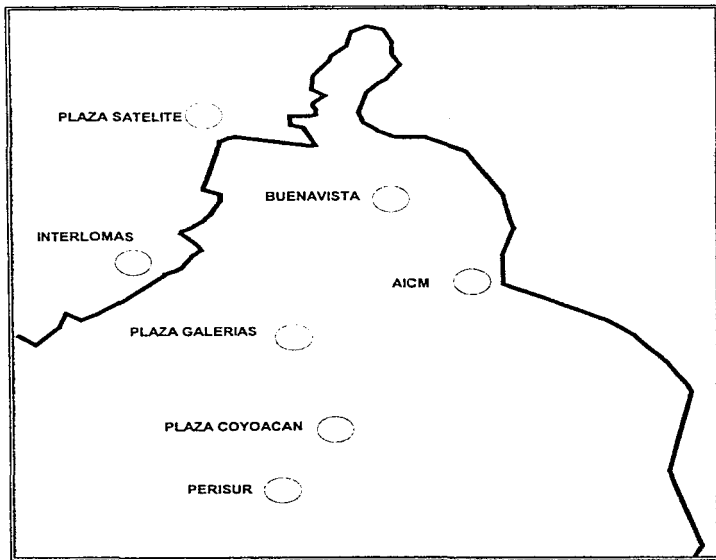 PLAZA SATELITE
BUENAVISTA
INTERLOMAS
AICM
PLAZA GALERIAS
PLAZA COYOACAN
PERISUR